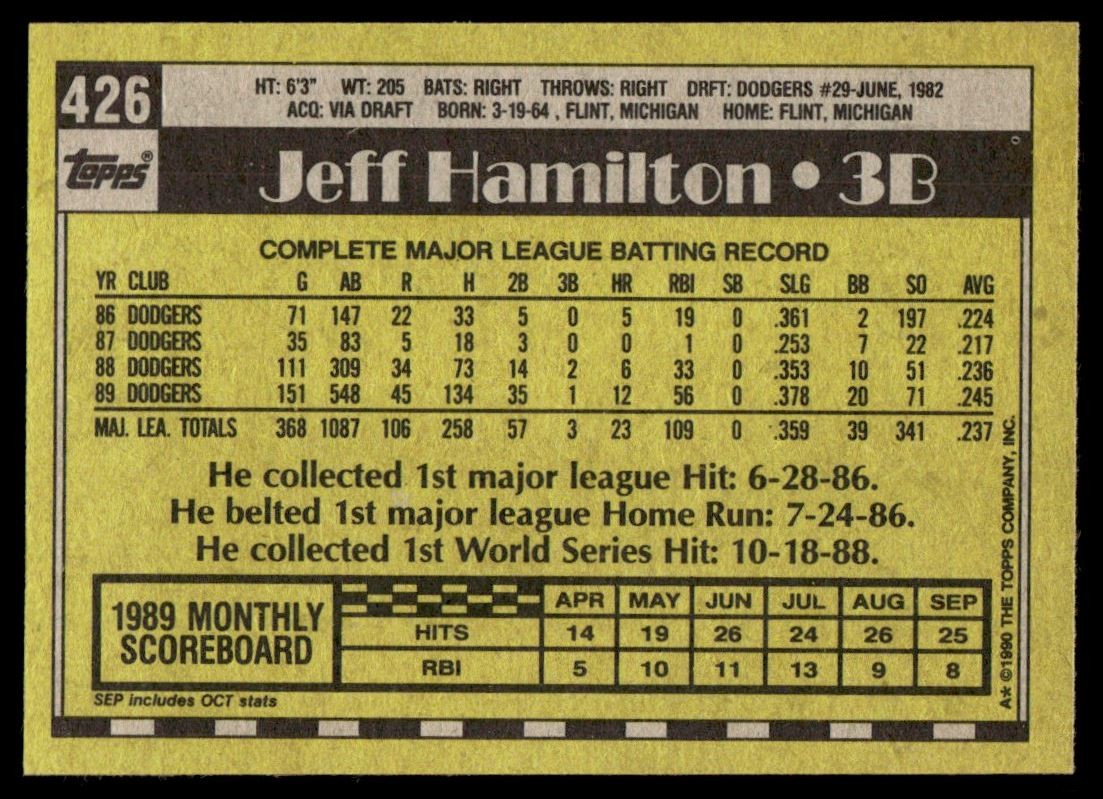 426
HT: 6'3" WT: 205 BATS: RIGHT THROWS: RIGHT DRFT: DODGERS #29-JUNE, 1982
ACQ: VIA DRAFT BORN: 3-19-64 , FLINT, MICHIGAN HOME: FLINT, MICHIGAN
topps®
Jeff Hamilton • 3B
COMPLETE MAJOR LEAGUE BATTING RECORD
YR CLUB G AB R H 2B 3B HR RBI SB SLG BB SO AVG
86 DODGERS 71 147 22 33 5 0 5 19 0 .361 2 197 .224
87 DODGERS 35 83 5 18 3 0 0 1 0 .253 7 22 .217
88 DODGERS 111 309 34 73 14 2 6 33 0 .353 10 51 .236
89 DODGERS 151 548 45 134 35 1 12 56 0 .378 20 71 .245
MAJ. LEA. TOTALS 368 1087 106 258 57 3 23 109 0 .359 39 341 .237
He collected 1st major league Hit: 6-28-86.
He belted 1st major league Home Run: 7-24-86.
He collected 1st World Series Hit: 10-18-88.
1989 MONTHLY
SCOREBOARD
APR MAY JUN JUL AUG SEP
HITS 14 19 26 24 26 25
RBI 5 10 11 13 9 8
SEP includes OCT stats
A* ©1990 THE TOPPS COMPANY, INC.